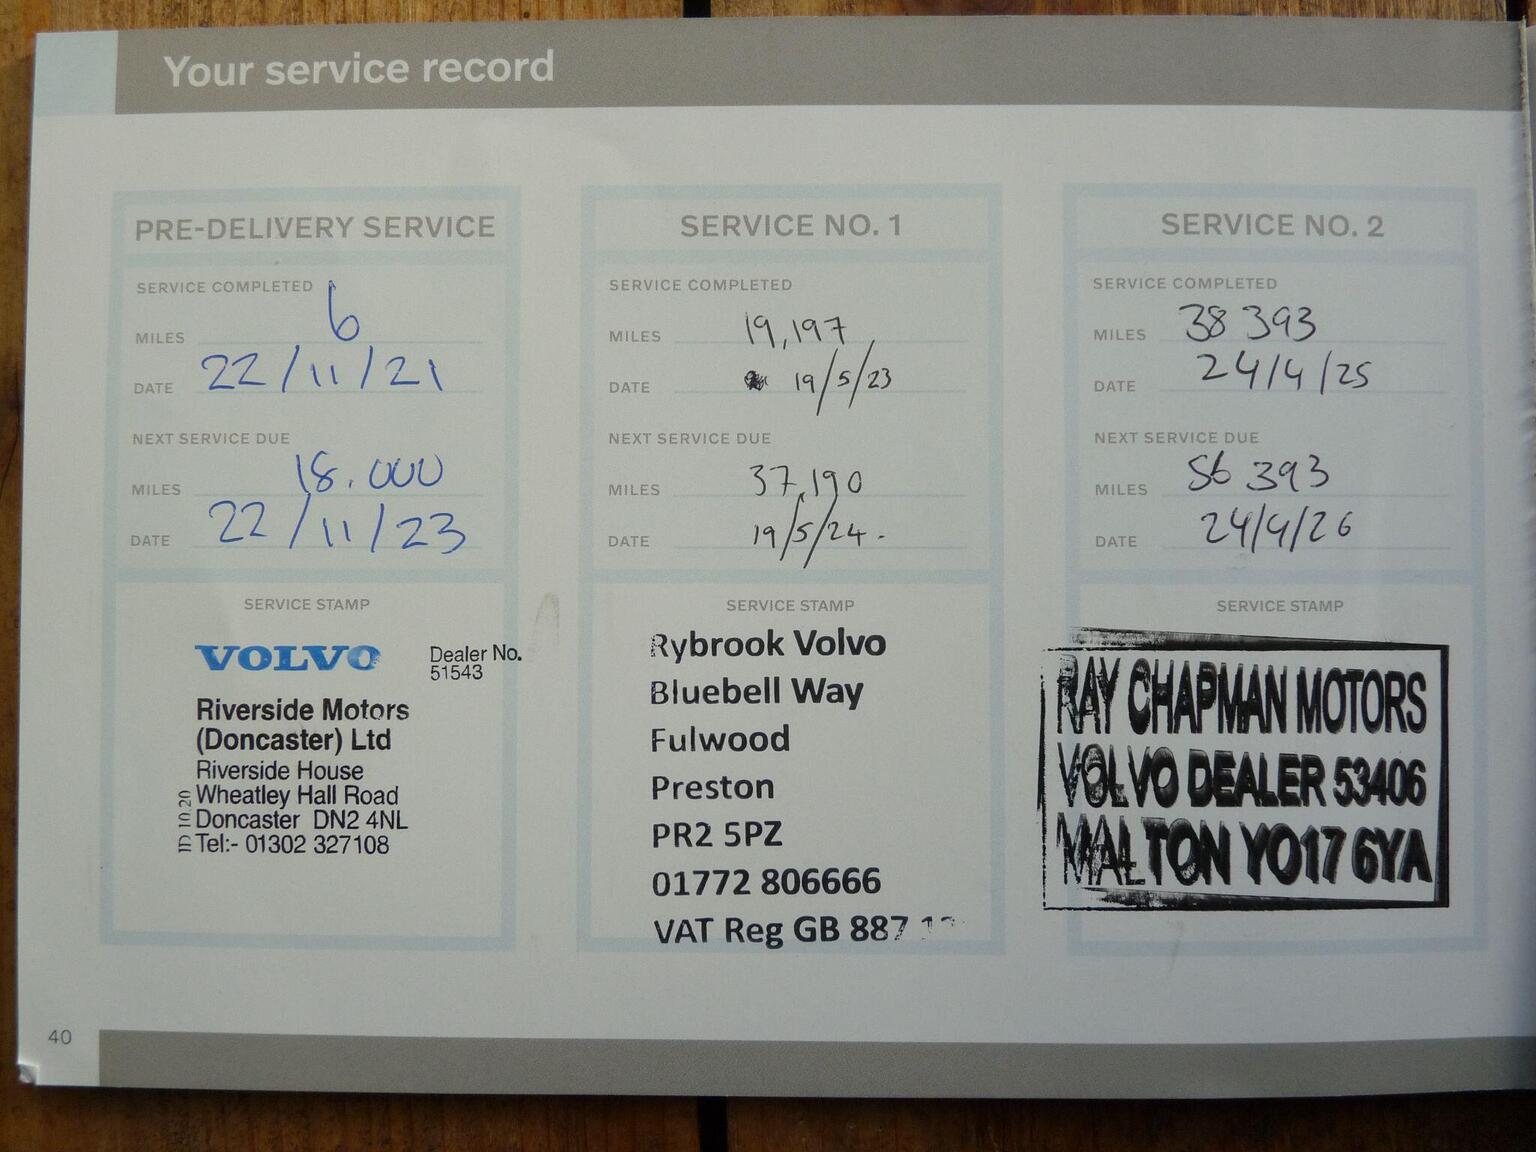 Your service record
PRE-DELIVERY SERVICE
SERVICE COMPLETED
MILES 6
DATE 22/11/21
NEXT SERVICE DUE
MILES 18.000
DATE 22/11/23
SERVICE STAMP
VOLVO
Dealer No.
51543
Riverside Motors
(Doncaster) Ltd
Riverside House
Wheatley Hall Road
Doncaster DN2 4NL
Tel:- 01302 327108
SERVICE NO. 1
SERVICE COMPLETED
MILES 19,197
DATE 19/5/23
NEXT SERVICE DUE
MILES 37,190
DATE 19/5/24.
SERVICE STAMP
Rybrook Volvo
Bluebell Way
Fulwood
Preston
PR2 5PZ
01772 806666
VAT Reg GB 887
SERVICE NO. 2
SERVICE COMPLETED
MILES 38 393
DATE 24/4/25
NEXT SERVICE DUE
MILES 56 393
DATE 24/4/26
SERVICE STAMP
RAY CHAPMAN MOTORS
VOLVO DEALER 53406
MALTON YO17 6YA
40